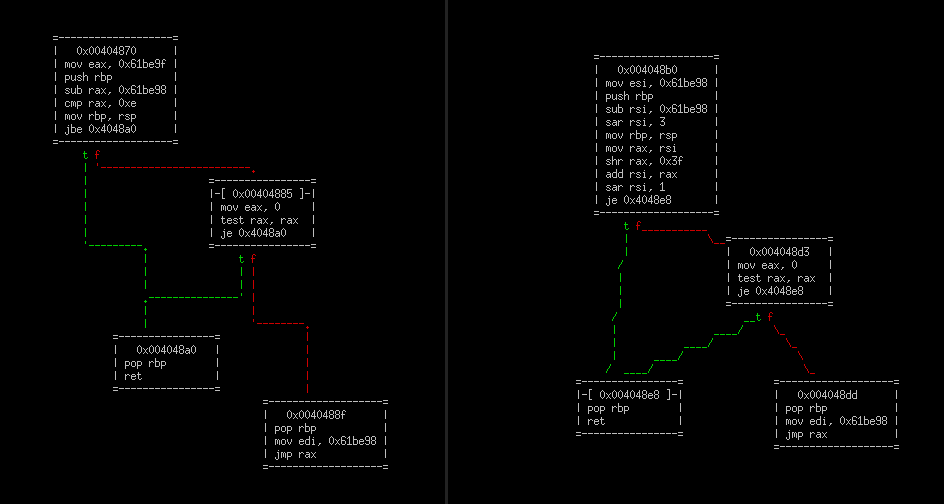 0x00404870
mov eax, 0x61be9f
push rbp
sub rax, 0x61be98
cmp rax, 0xe
mov rbp, rsp
jbe 0x4048a0
t f
-[ 0x00404885 ]-
mov eax, 0
test rax, rax
je 0x4048a0
t f
0x004048a0
pop rbp
ret
0x0040488f
pop rbp
mov edi, 0x61be98
jmp rax
0x004048b0
mov esi, 0x61be98
push rbp
sub rsi, 0x61be98
sar rsi, 3
mov rbp, rsp
mov rax, rsi
shr rax, 0x3f
add rsi, rax
sar rsi, 1
je 0x4048e8
t f
0x004048d3
mov eax, 0
test rax, rax
je 0x4048e8
t f
-[ 0x004048e8 ]-
pop rbp
ret
0x004048dd
pop rbp
mov edi, 0x61be98
jmp rax